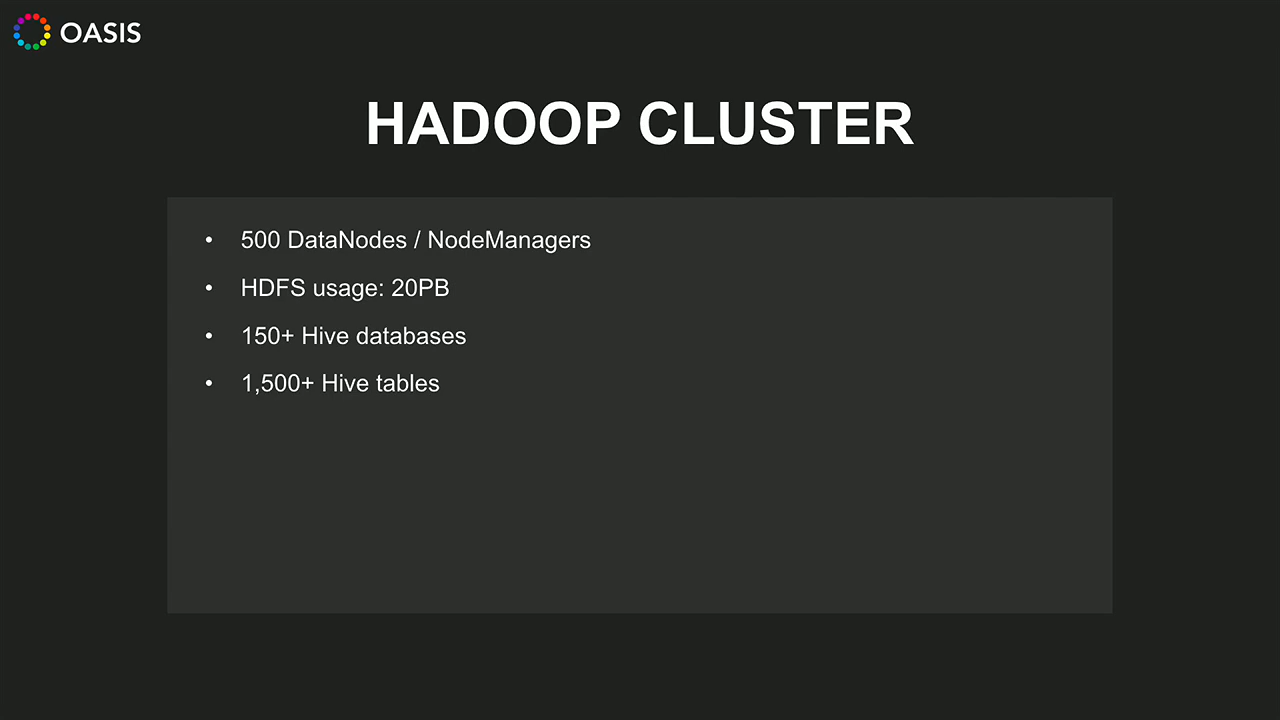 OASIS
HADOOP CLUSTER
• 500 DataNodes / NodeManagers
• HDFS usage: 20PB
• 150+ Hive databases
• 1,500+ Hive tables